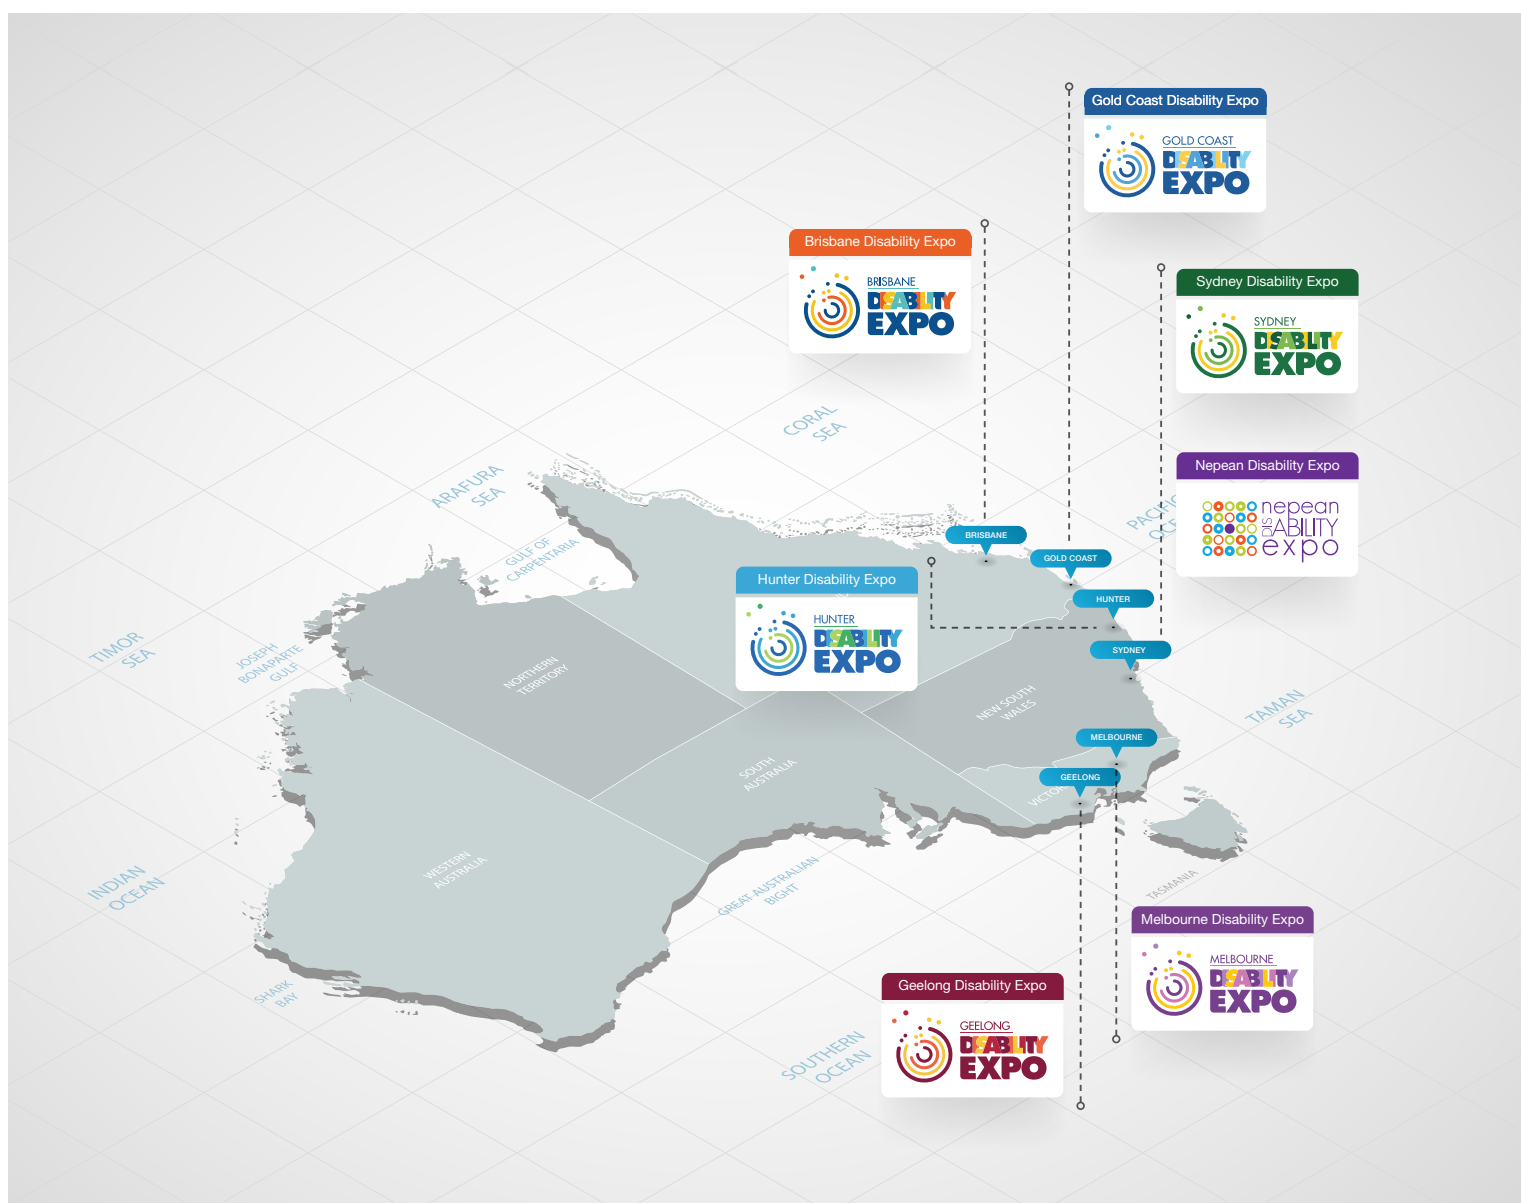 Gold Coast Disability Expo
GOLD COAST
DISABILITY
EXPO
Brisbane Disability Expo
BRISBANE
DISABILITY
EXPO
Sydney Disability Expo
SYDNEY
DISABILITY
EXPO
CORAL
SEA
ARAFURA
SEA
Nepean Disability Expo
nepean
DISABILITY
expo
GULF OF
CARPENTARIA
BRISBANE
GOLD COAST
Hunter Disability Expo
HUNTER
DISABILITY
EXPO
HUNTER
SYDNEY
TIMOR
SEA
JOSEPH
BONAPARTE
GULF
NORTHERN
TERRITORY
NEW SOUTH
WALES
TAMAN
SEA
MELBOURNE
SOUTH
AUSTRALIA
GEELONG
WESTERN
AUSTRALIA
INDIAN
OCEAN
GREAT-AUSTRALIAN
BIGHT
TASMANIA
SHARK
BAY
Melbourne Disability Expo
MELBOURNE
DISABILITY
EXPO
Geelong Disability Expo
GEELONG
DISABILITY
EXPO
SOUTHERN
OCEAN